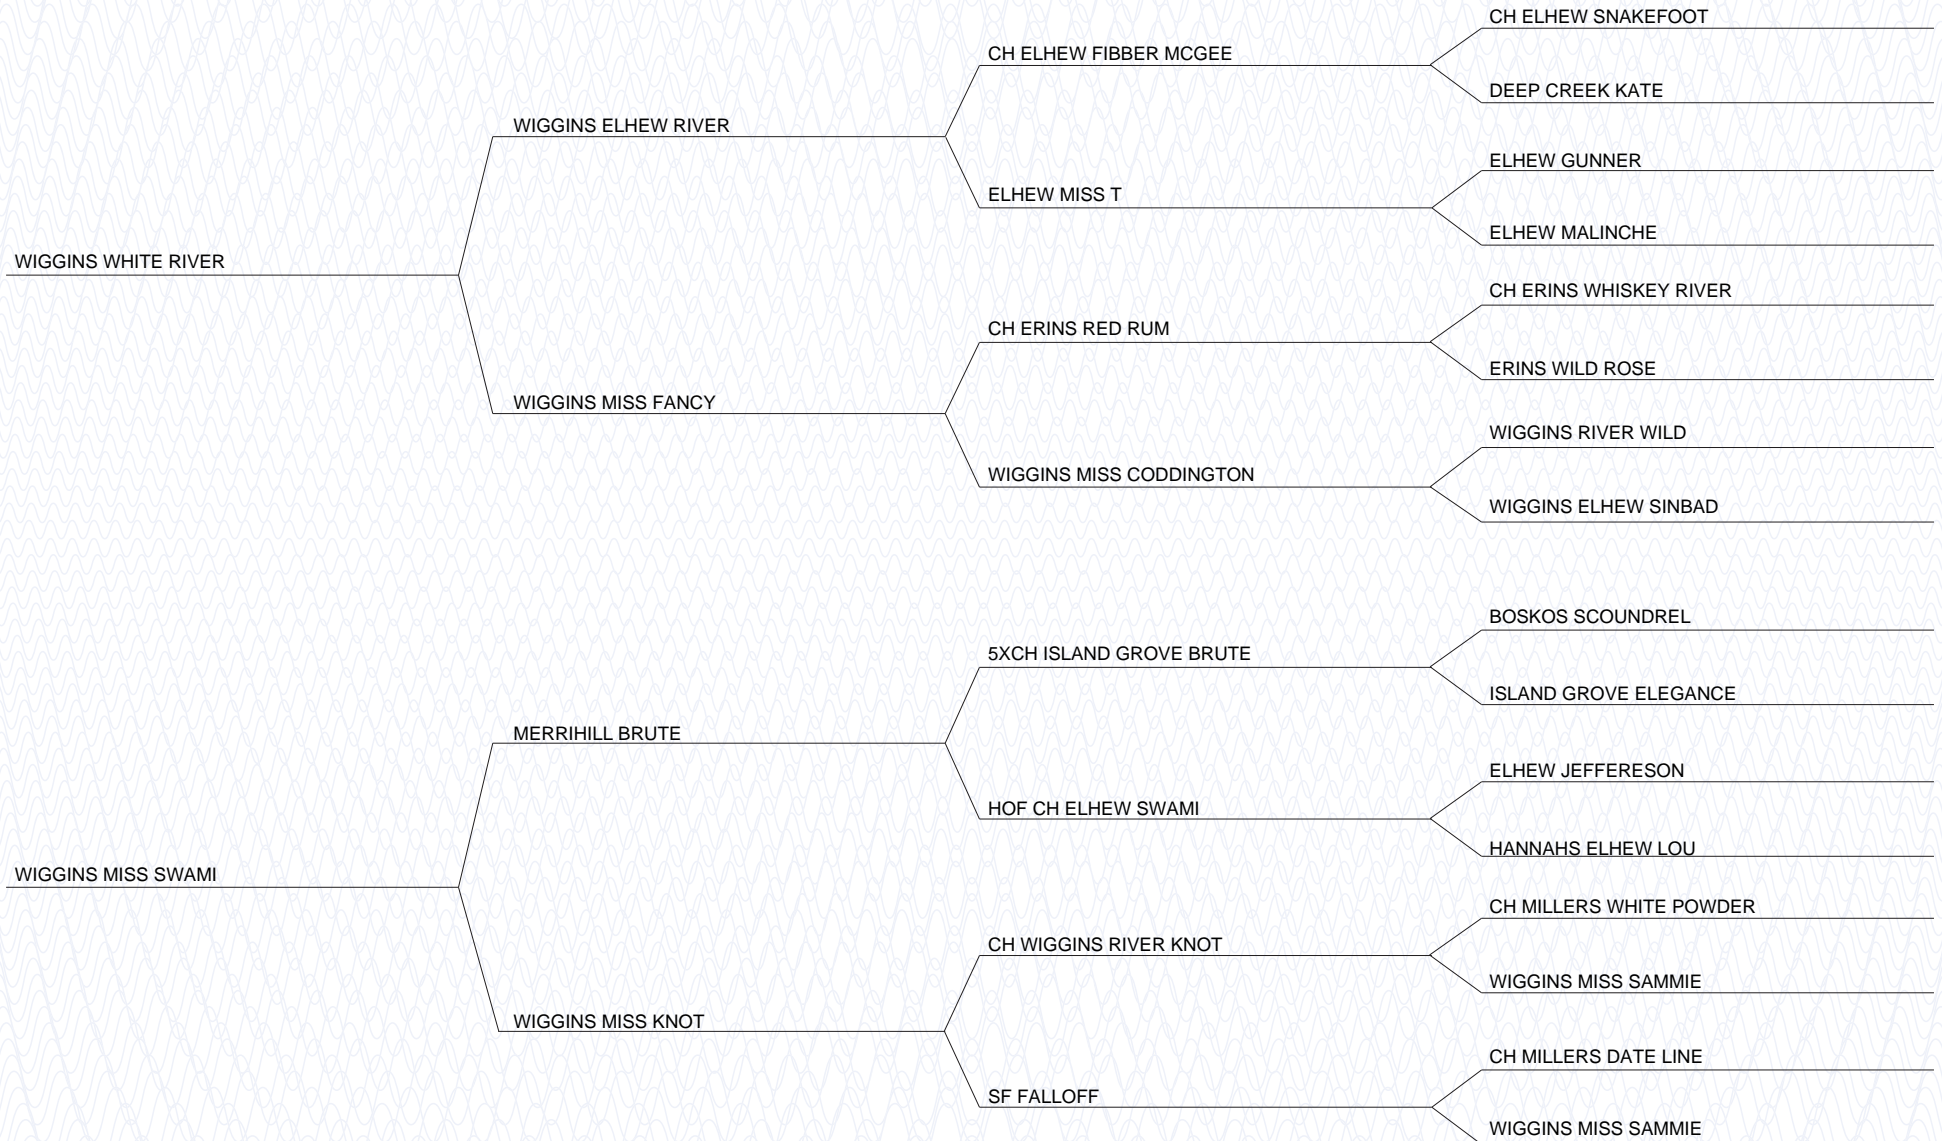 CH ELHEW SNAKEFOOT
CH ELHEW FIBBER MCGEE
DEEP CREEK KATE
WIGGINS ELHEW RIVER
ELHEW GUNNER
ELHEW MISS T
ELHEW MALINCHE
WIGGINS WHITE RIVER
CH ERINS WHISKEY RIVER
CH ERINS RED RUM
ERINS WILD ROSE
WIGGINS MISS FANCY
WIGGINS RIVER WILD
WIGGINS MISS CODDINGTON
WIGGINS ELHEW SINBAD
BOSKOS SCOUNDREL
5XCH ISLAND GROVE BRUTE
ISLAND GROVE ELEGANCE
MERRIHILL BRUTE
ELHEW JEFFERESON
HOF CH ELHEW SWAMI
HANNAHS ELHEW LOU
WIGGINS MISS SWAMI
CH MILLERS WHITE POWDER
CH WIGGINS RIVER KNOT
WIGGINS MISS SAMMIE
WIGGINS MISS KNOT
CH MILLERS DATE LINE
SF FALLOFF
WIGGINS MISS SAMMIE